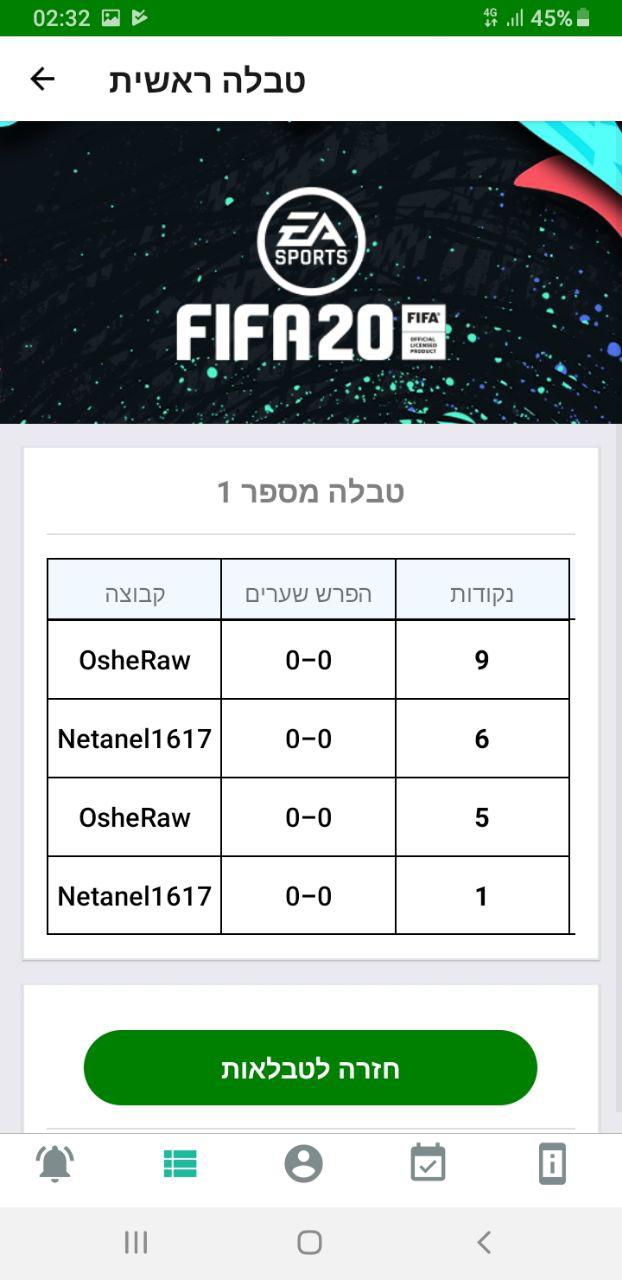 02:32 4G 45%
טבלה ראשית
EA
SPORTS
FIFA 20
FIFA
OFFICIAL
LICENSED
PRODUCT
טבלה מספר 1
קבוצה הפרש שערים נקודות
OsheRaw 0-0 9
Netanel1617 0-0 6
OsheRaw 0-0 5
Netanel1617 0-0 1
חזרה לטבלאות